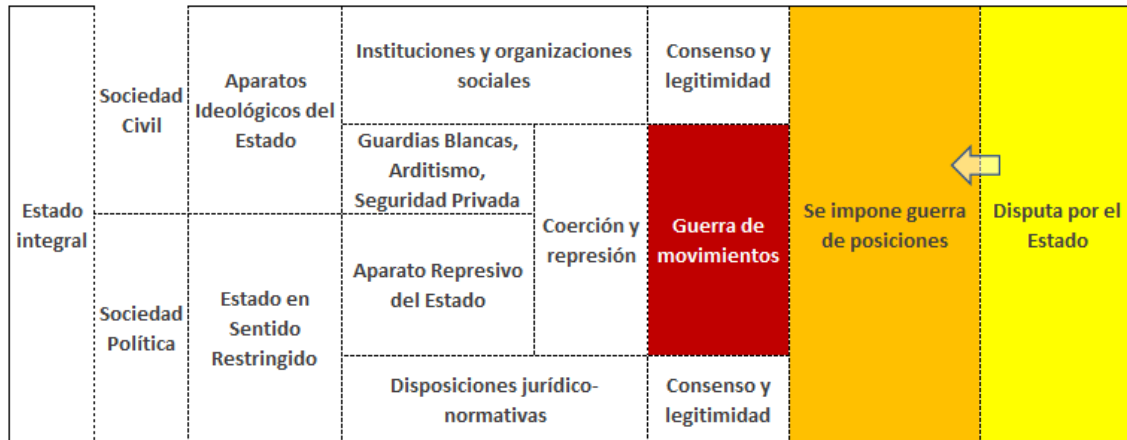 Estado
integral
Sociedad
Civil
Aparatos
Ideológicos del
Estado
Instituciones y organizaciones
sociales
Consenso y
legitimidad
Guardias Blancas,
Arditismo,
Seguridad Privada
Coerción y
represión
Guerra de
movimientos
Se impone guerra
de posiciones
Disputa por el
Estado
Sociedad
Política
Estado en
Sentido
Restringido
Aparato Represivo
del Estado
Disposiciones jurídico-
normativas
Consenso y
legitimidad